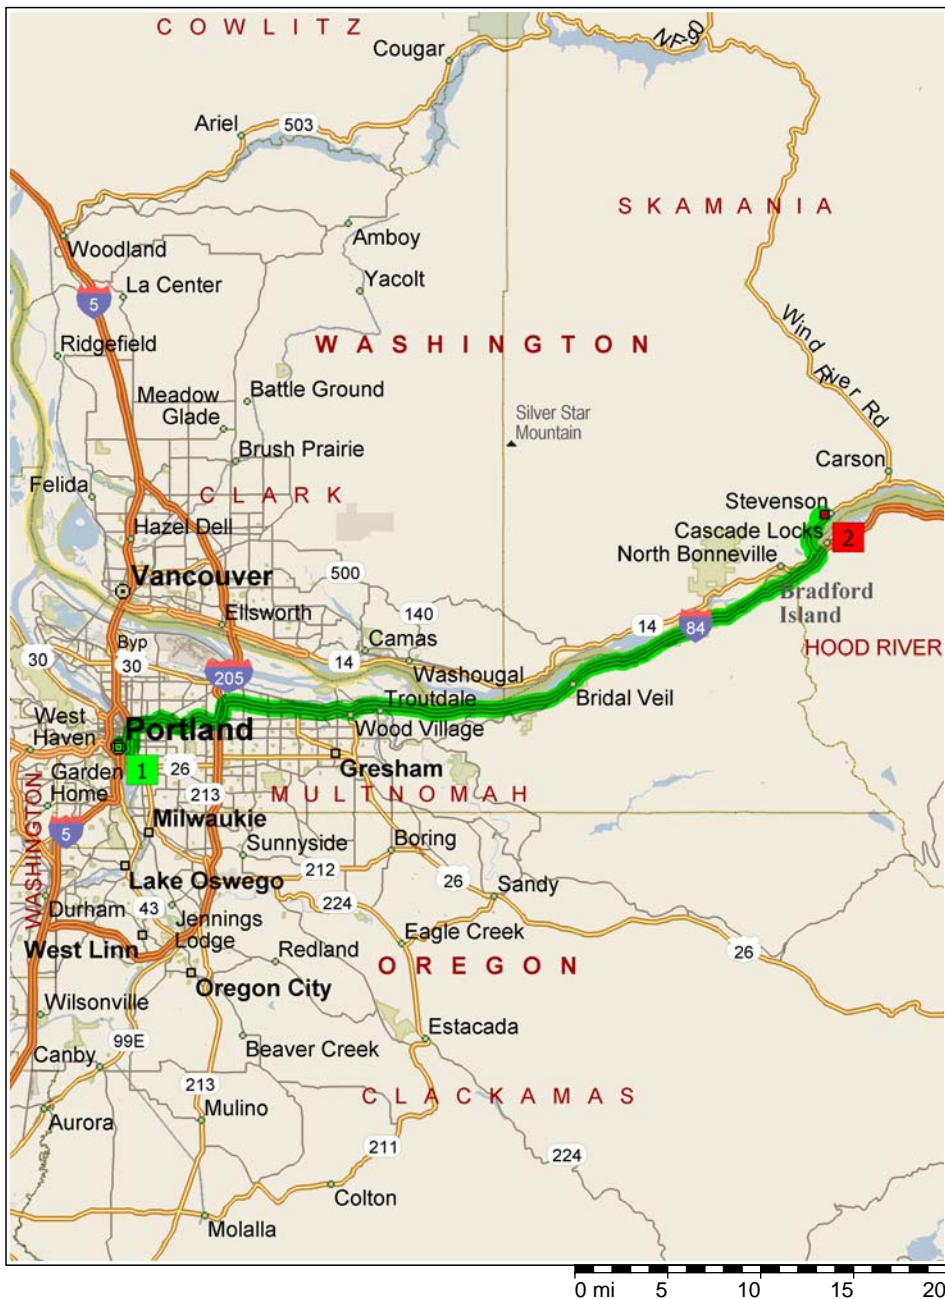 COWLITZ
Cougar
NF-90
Ariel
503
SKAMANIA
Woodland
Amboy
La Center
Yacolt
5
Wind River Rd
Ridgefield
WASHINGTON
Battle Ground
Meadow
Glade
Silver Star
Mountain
Brush Prairie
Carson
Felida
CLARK
Stevenson
Hazel Dell
Cascade Locks
2
North Bonneville
Vancouver
500
Bradford
Island
Ellsworth
140
84
14
Camas
HOOD RIVER
Byp
30
30
14
Washougal
205
Bridal Veil
Troutdale
West
Haven
Portland
Wood Village
Garden
Home
1
26
Gresham
213
MULTNOMAH
WASHINGTON
5
Milwaukie
Sunnyside
Boring
212
Lake Oswego
26
Sandy
Durham
43
224
Jennings
Lodge
Eagle Creek
West Linn
Redland
26
OREGON
Oregon City
Wilsonville
Estacada
99E
Beaver Creek
Canby
213
CLACKAMAS
Mulino
Aurora
211
224
Colton
Molalla
0 mi 5 10 15 20